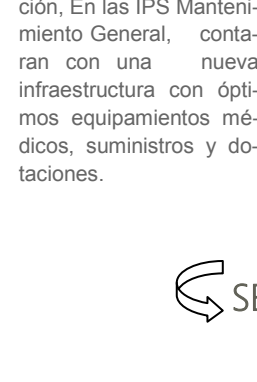 ción, En las IPS Manteni-
miento General, conta-
ran con una nueva
infraestructura con ópti-
mos equipamientos mé-
dicos, suministros y do-
taciones.
SE